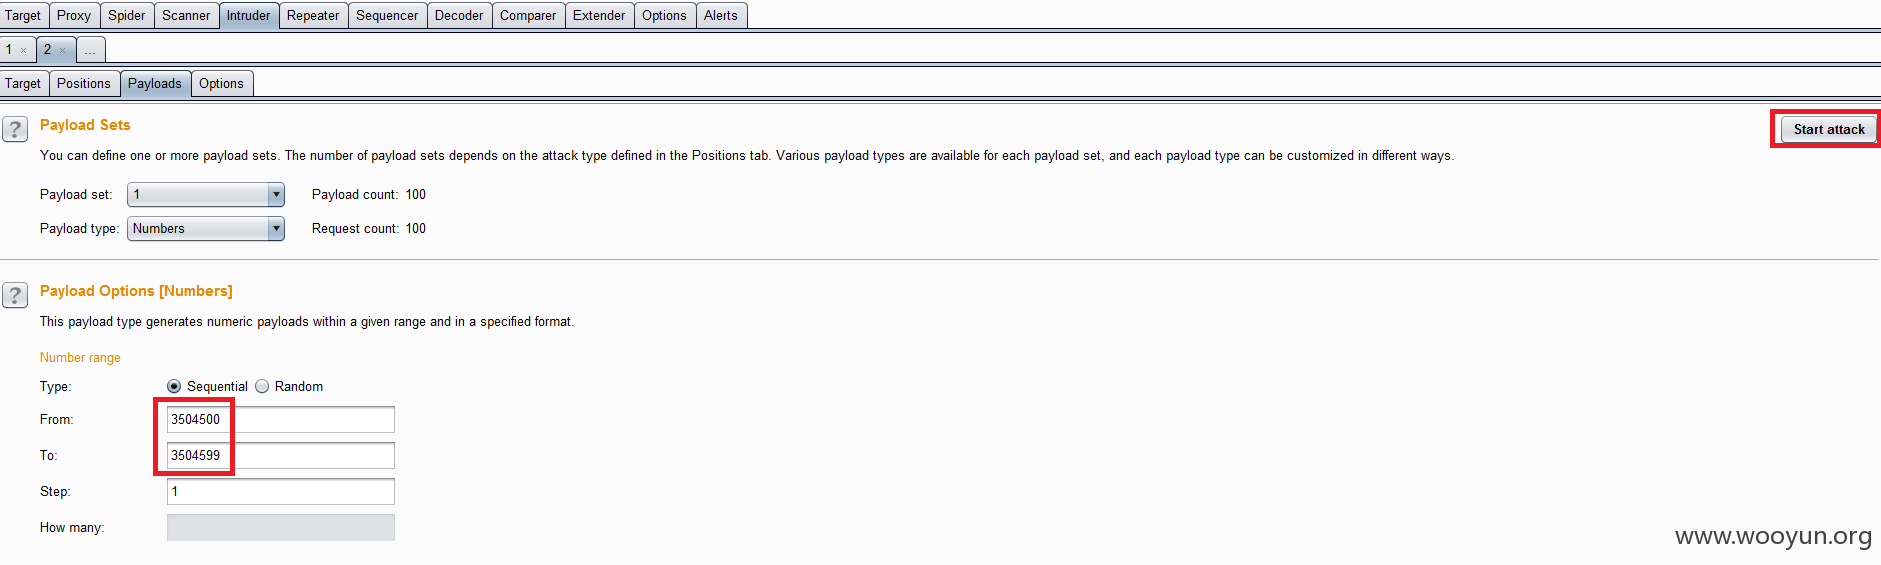 Target Proxy Spider Scanner Intruder Repeater Sequencer Decoder Comparer Extender Options Alerts
1 × 2 × ...
Target Positions Payloads Options
? Payload Sets
Start attack
You can define one or more payload sets. The number of payload sets depends on the attack type defined in the Positions tab. Various payload types are available for each payload set, and each payload type can be customized in different ways.
Payload set: 1 Payload count: 100
Payload type: Numbers Request count: 100
? Payload Options [Numbers]
This payload type generates numeric payloads within a given range and in a specified format.
Number range
Type: Sequential Random
From: 3504500
To: 3504599
Step: 1
How many:
www.wooyun.org